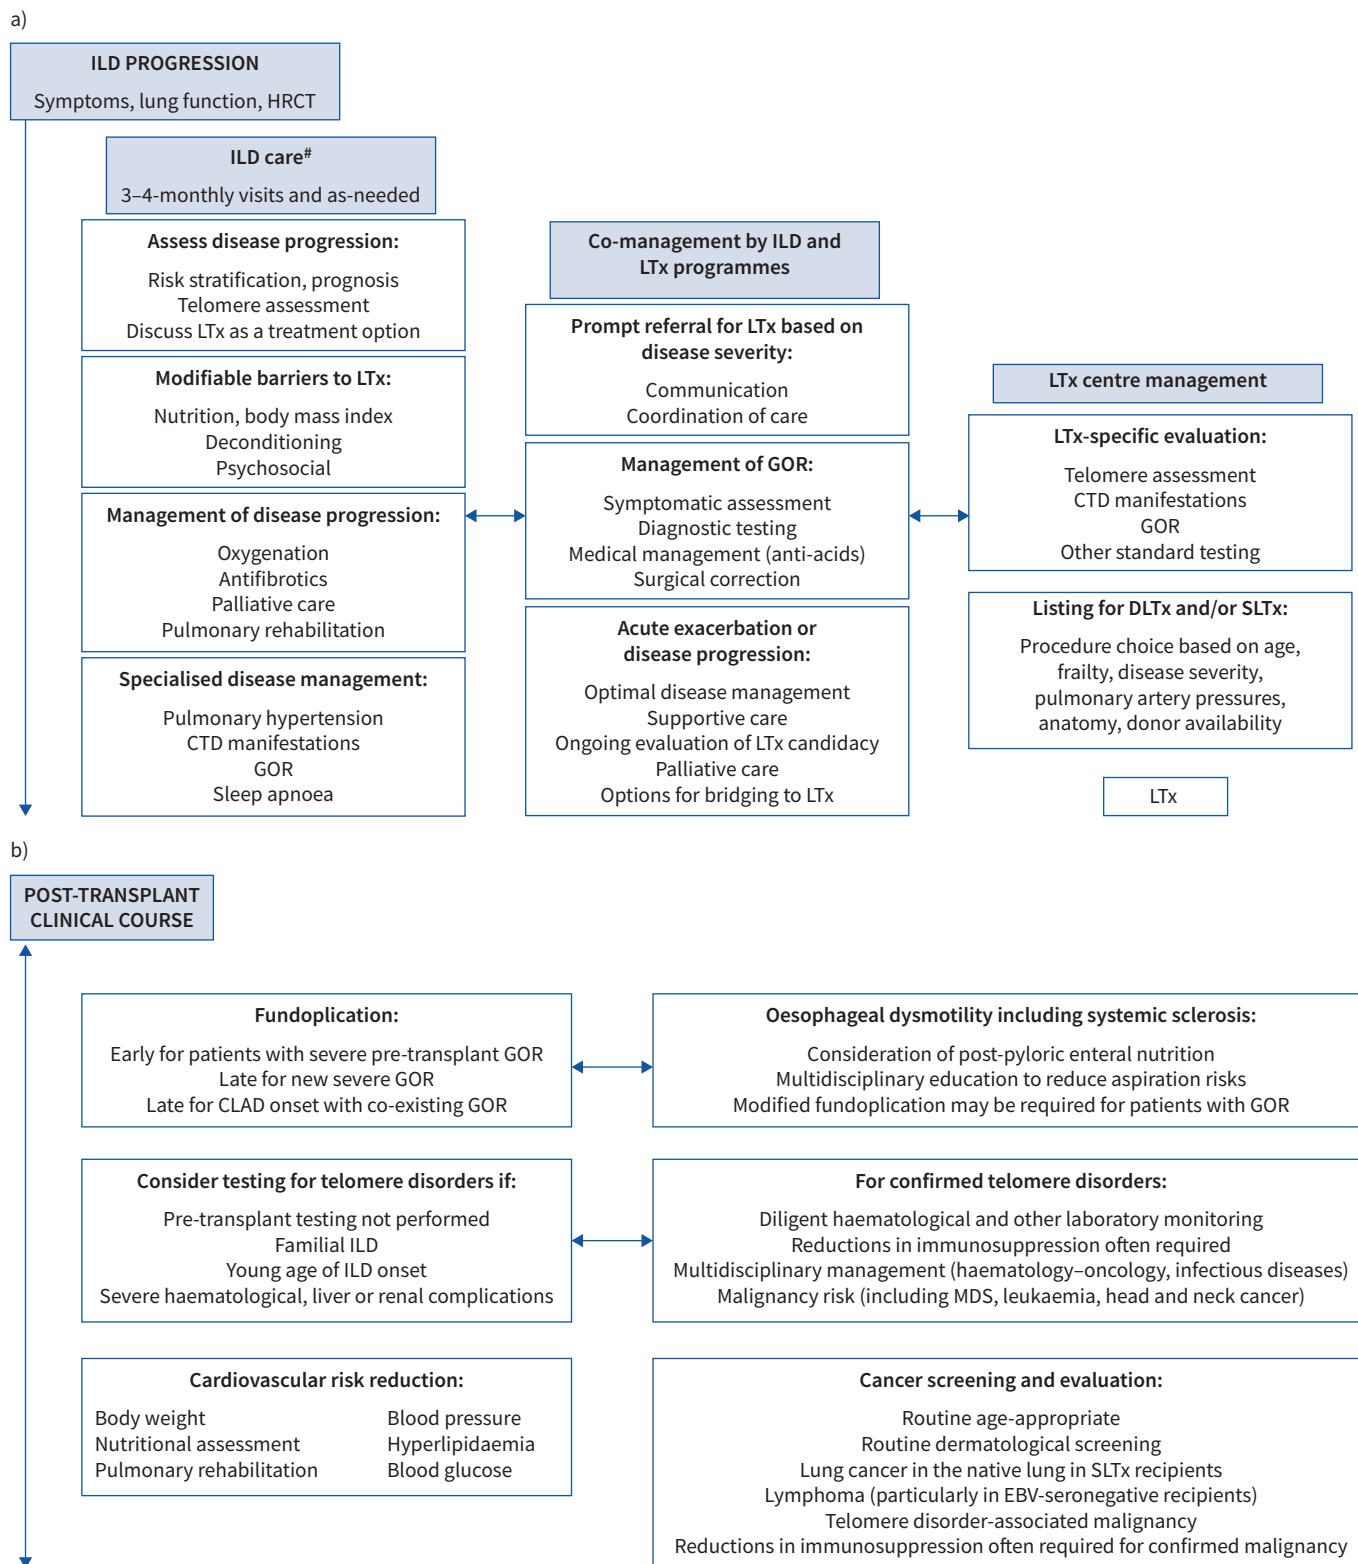 a)
ILD PROGRESSION
Symptoms, lung function, HRCT
ILD care#
3–4-monthly visits and as-needed
Assess disease progression:
Risk stratification, prognosis
Telomere assessment
Discuss LTx as a treatment option
Modifiable barriers to LTx:
Nutrition, body mass index
Deconditioning
Psychosocial
Management of disease progression:
Oxygenation
Antifibrotics
Palliative care
Pulmonary rehabilitation
Specialised disease management:
Pulmonary hypertension
CTD manifestations
GOR
Sleep apnoea
Co-management by ILD and
LTx programmes
Prompt referral for LTx based on
disease severity:
Communication
Coordination of care
Management of GOR:
Symptomatic assessment
Diagnostic testing
Medical management (anti-acids)
Surgical correction
Acute exacerbation or
disease progression:
Optimal disease management
Supportive care
Ongoing evaluation of LTx candidacy
Palliative care
Options for bridging to LTx
LTx centre management
LTx-specific evaluation:
Telomere assessment
CTD manifestations
GOR
Other standard testing
Listing for DLTx and/or SLTx:
Procedure choice based on age,
frailty, disease severity,
pulmonary artery pressures,
anatomy, donor availability
LTx
b)
POST-TRANSPLANT
CLINICAL COURSE
Fundoplication:
Early for patients with severe pre-transplant GOR
Late for new severe GOR
Late for CLAD onset with co-existing GOR
Oesophageal dysmotility including systemic sclerosis:
Consideration of post-pyloric enteral nutrition
Multidisciplinary education to reduce aspiration risks
Modified fundoplication may be required for patients with GOR
Consider testing for telomere disorders if:
Pre-transplant testing not performed
Familial ILD
Young age of ILD onset
Severe haematological, liver or renal complications
For confirmed telomere disorders:
Diligent haematological and other laboratory monitoring
Reductions in immunosuppression often required
Multidisciplinary management (haematology–oncology, infectious diseases)
Malignancy risk (including MDS, leukaemia, head and neck cancer)
Cardiovascular risk reduction:
Body weight
Nutritional assessment
Pulmonary rehabilitation
Blood pressure
Hyperlipidaemia
Blood glucose
Cancer screening and evaluation:
Routine age-appropriate
Routine dermatological screening
Lung cancer in the native lung in SLTx recipients
Lymphoma (particularly in EBV-seronegative recipients)
Telomere disorder-associated malignancy
Reductions in immunosuppression often required for confirmed malignancy